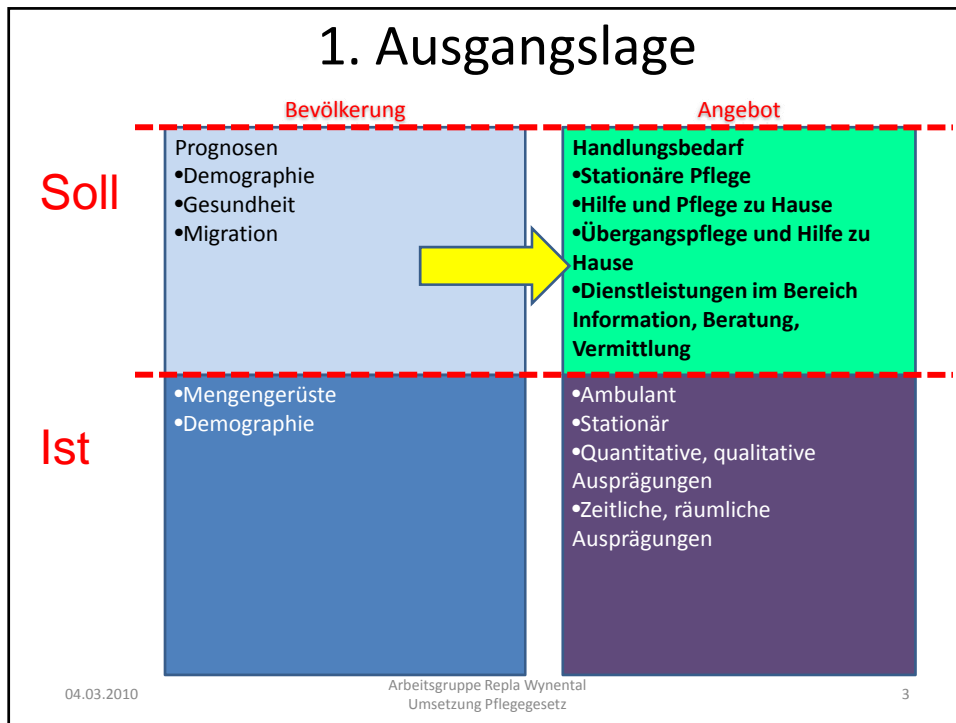 1. Ausgangslage
Bevölkerung
Angebot
Soll
Prognosen
•Demographie
•Gesundheit
•Migration
Handlungsbedarf
•Stationäre Pflege
•Hilfe und Pflege zu Hause
•Übergangspflege und Hilfe zu
Hause
•Dienstleistungen im Bereich
Information, Beratung,
Vermittlung
Ist
•Mengengerüste
•Demographie
•Ambulant
•Stationär
•Quantitative, qualitative
Ausprägungen
•Zeitliche, räumliche
Ausprägungen
04.03.2010
Arbeitsgruppe Repla Wynental
Umsetzung Pflegegesetz
3